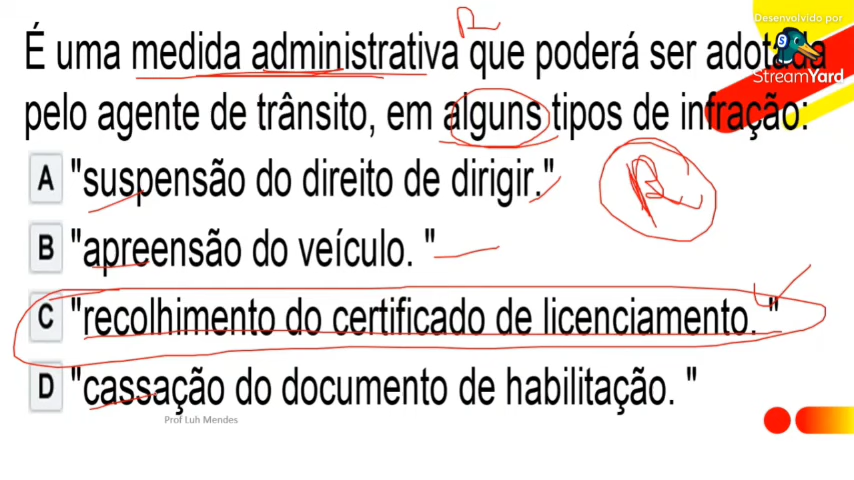 Desenvolvido por
StreamYard
É uma medida administrativa que poderá ser adotada
pelo agente de trânsito, em alguns tipos de infração:
A "suspensão do direito de dirigir."
B "apreensão do veículo. "
C "recolhimento do certificado de licenciamento. "
D "cassação do documento de habilitação. "
Prof Luh Mendes